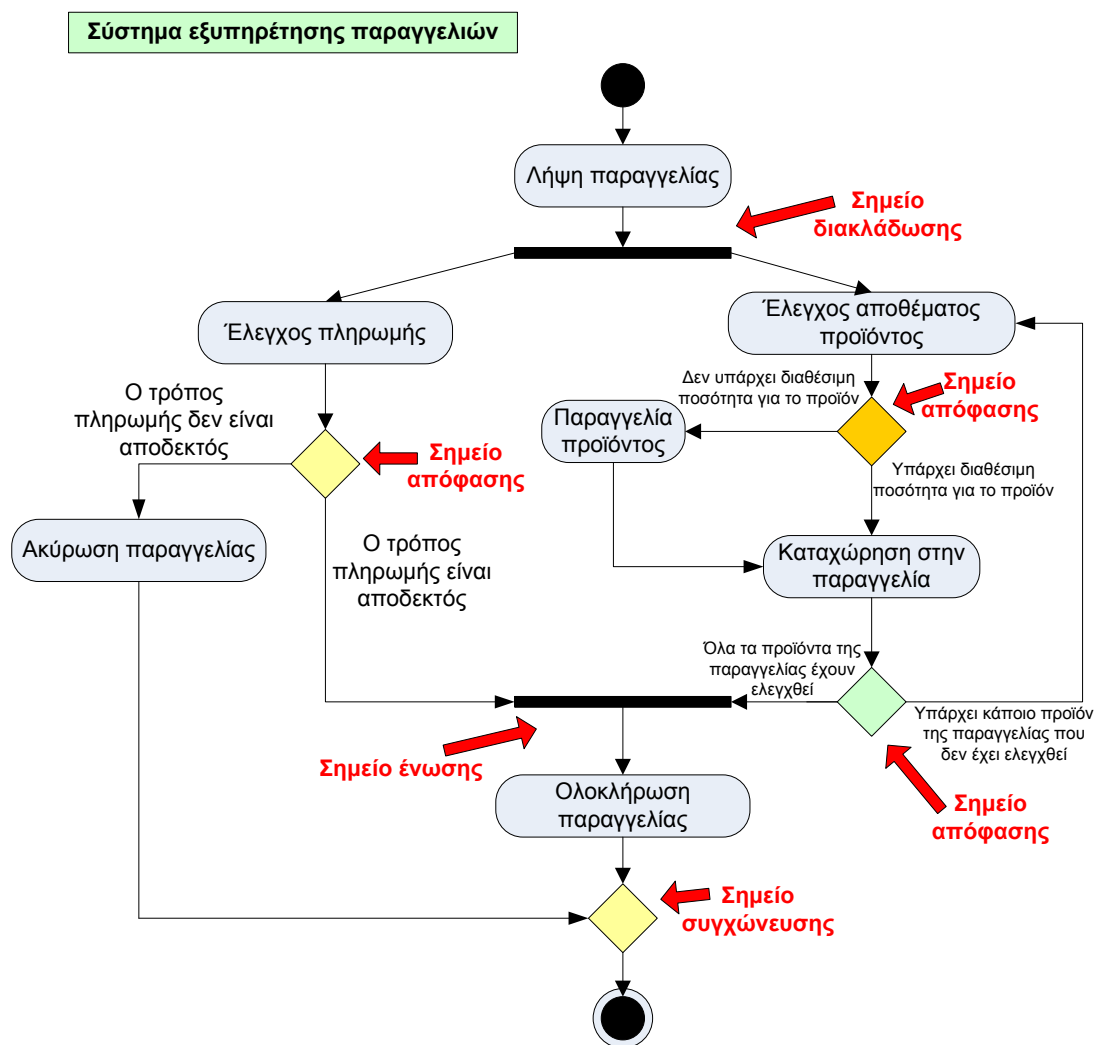 Σύστημα εξυπηρέτησης παραγγελιών
Λήψη παραγγελίας
Σημείο
διακλάδωσης
Έλεγχος πληρωμής
Έλεγχος αποθέματος
προϊόντος
Ο τρόπος
πληρωμής δεν είναι
αποδεκτός
Δεν υπάρχει διαθέσιμη
ποσότητα για το προϊόν
Σημείο
απόφασης
Παραγγελία
προϊόντος
Σημείο
απόφασης
Υπάρχει διαθέσιμη
ποσότητα για το προϊόν
Ακύρωση παραγγελίας
Ο τρόπος
πληρωμής είναι
αποδεκτός
Καταχώρηση στην
παραγγελία
Όλα τα προϊόντα της
παραγγελίας έχουν
ελεγχθεί
Υπάρχει κάποιο προϊόν
της παραγγελίας που
δεν έχει ελεγχθεί
Σημείο ένωσης
Ολοκλήρωση
παραγγελίας
Σημείο
απόφασης
Σημείο
συγχώνευσης